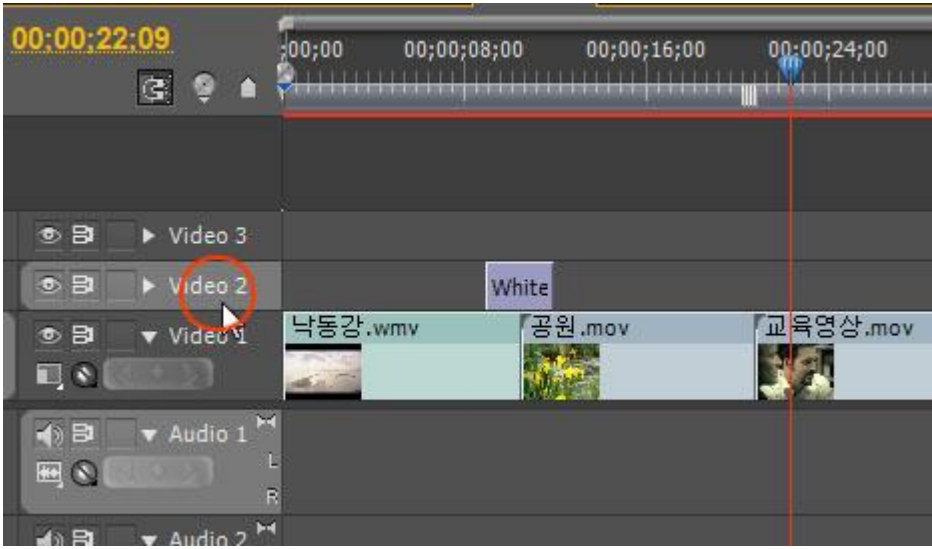 00;00;22;09
;00;00 00;00;08;00 00;00;16;00 00;00;24;00
Video 3
Video 2
White
Video 1
낙동강.wmv 공원.mov 교육영상.mov
Audio 1
L
R
Audio 2